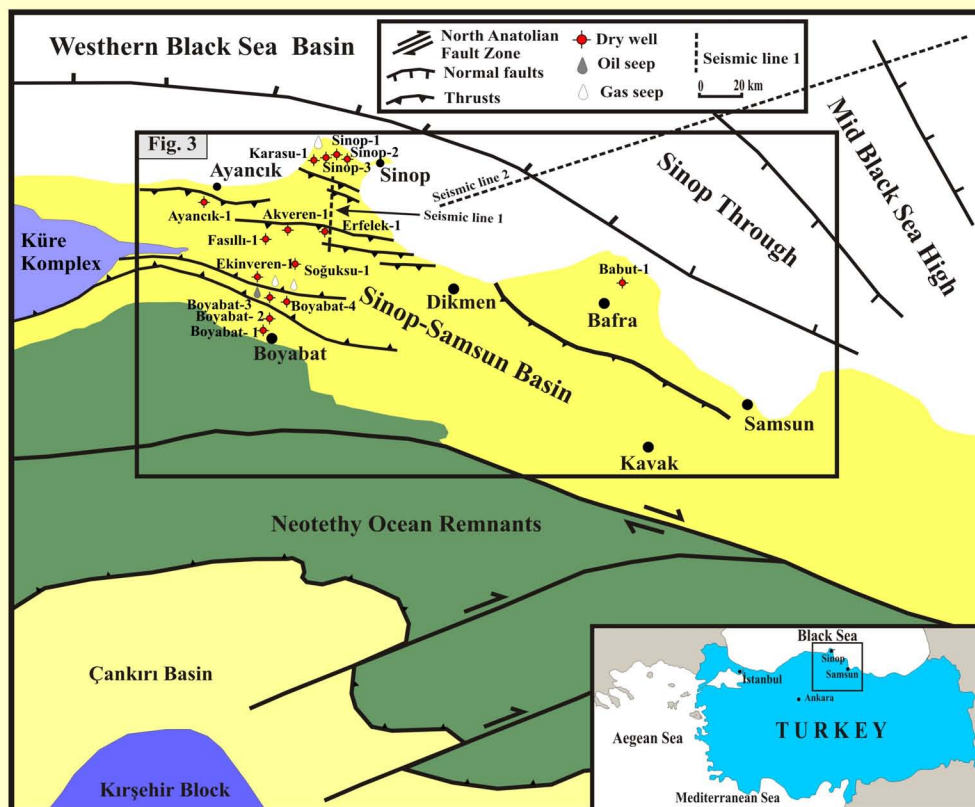 Westhern Black Sea Basin
North Anatolian
Fault Zone
Normal faults
Thrusts
Dry well
Oil seep
Gas seep
Seismic line 1
0 20 km
Mid Black Sea High
Sinop Through
Fig. 3
Sinop-1
Karasu-1
Sinop-2
Sinop-3
Sinop
Ayancık
Seismic line 2
Seismic line 1
Ayancık-1
Akveren-1
Erfelek-1
Fasıllı-1
Küre
Komplex
Ekinveren-1
Soğuksu-1
Babut-1
Boyabat-3
Boyabat-4
Boyabat- 2
Boyabat- 1
Boyabat
Dikmen
Bafra
Sinop-Samsun Basin
Samsun
Kavak
Neotethy Ocean Remnants
Çankırı Basin
Kırşehir Block
Black Sea
Sinop
Samsun
İstanbul
Ankara
TURKEY
Aegean Sea
Mediterranean Sea